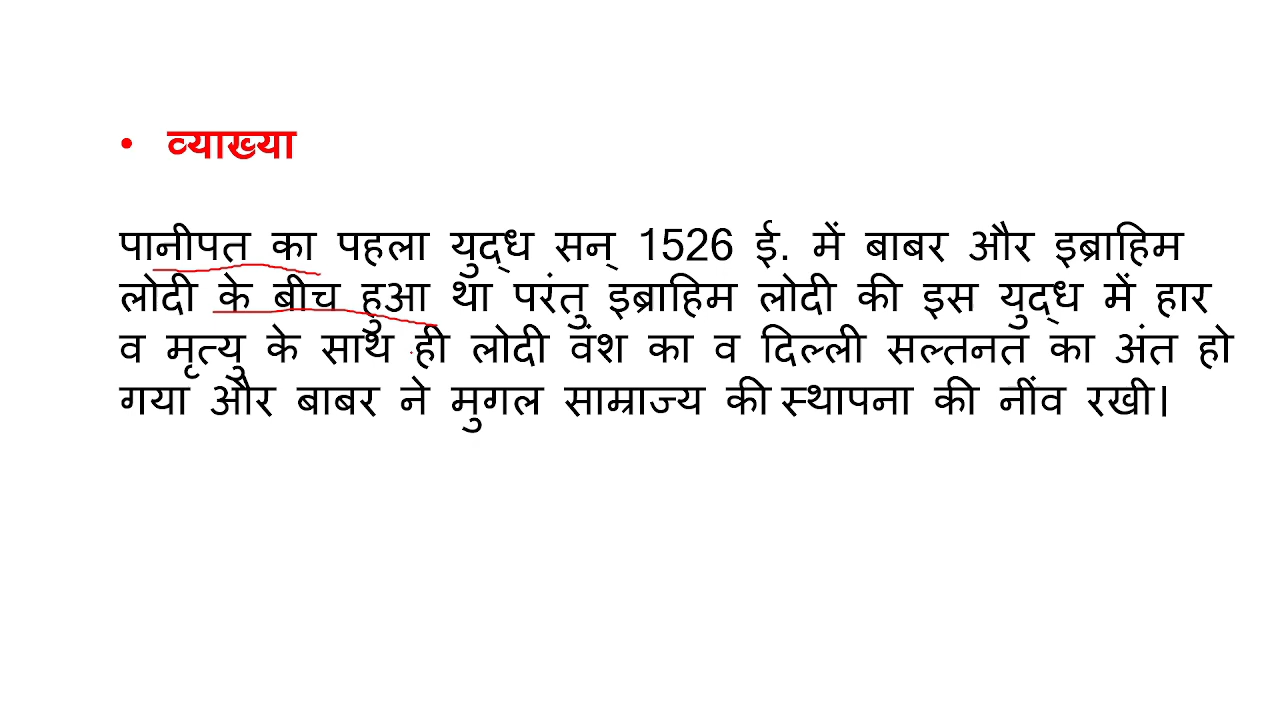 • व्याख्या
पानीपत का पहला युद्ध सन् 1526 ई. में बाबर और इब्राहिम
लोदी के बीच हुआ था परंतु इब्राहिम लोदी की इस युद्ध में हार
व मृत्यु के साथ ही लोदी वंश का व दिल्ली सल्तनत का अंत हो
गया और बाबर ने मुगल साम्राज्य की स्थापना की नींव रखी।